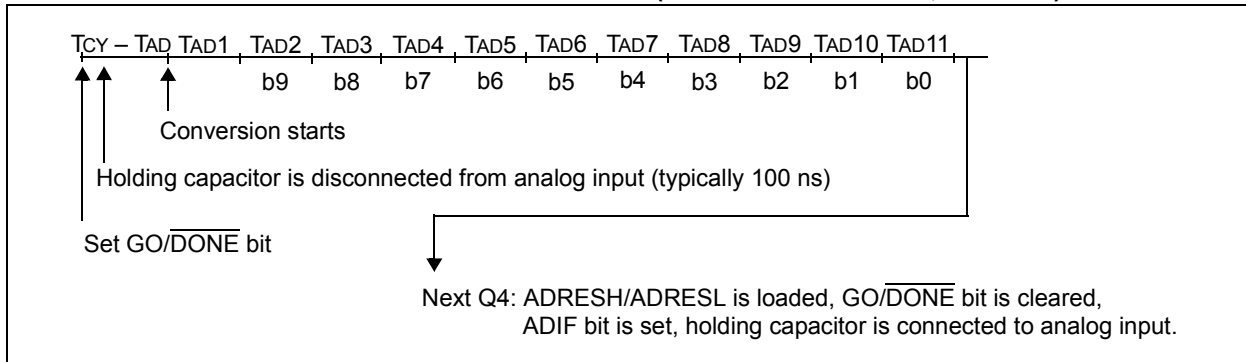 TCY – TAD TAD1 TAD2 TAD3 TAD4 TAD5 TAD6 TAD7 TAD8 TAD9 TAD10 TAD11
b9 b8 b7 b6 b5 b4 b3 b2 b1 b0
Conversion starts
Holding capacitor is disconnected from analog input (typically 100 ns)
Set GO/DONE bit
Next Q4: ADRESH/ADRESL is loaded, GO/DONE bit is cleared,
ADIF bit is set, holding capacitor is connected to analog input.